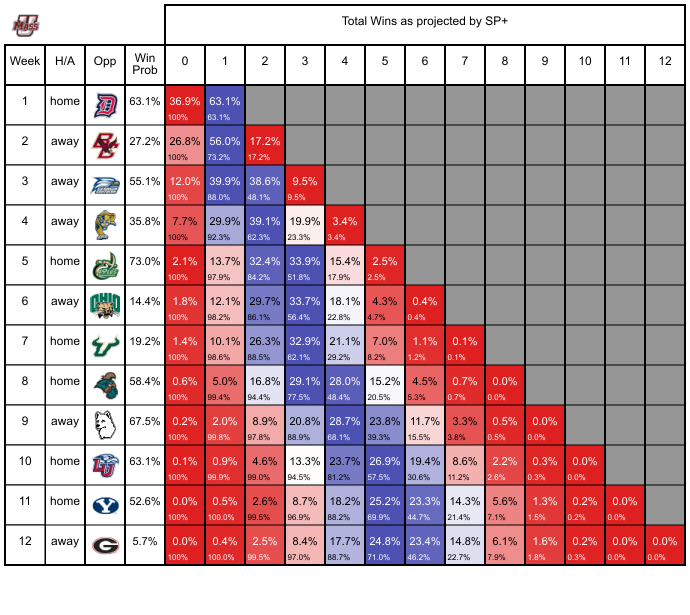 UMass
Total Wins as projected by SP+
Week H/A Opp Win Prob 0 1 2 3 4 5 6 7 8 9 10 11 12
1 home 63.1% 36.9% 63.1%
100% 63.1%
2 away 27.2% 26.8% 56.0% 17.2%
100% 73.2% 17.2%
3 away 55.1% 12.0% 39.9% 38.6% 9.5%
100% 88.0% 48.1% 9.5%
4 away 35.8% 7.7% 29.9% 39.1% 19.9% 3.4%
100% 92.3% 62.3% 23.3% 3.4%
5 home 73.0% 2.1% 13.7% 32.4% 33.9% 15.4% 2.5%
100% 97.9% 84.2% 51.8% 17.9% 2.5%
6 away OHIO 14.4% 1.8% 12.1% 29.7% 33.7% 18.1% 4.3% 0.4%
100% 98.2% 86.1% 56.4% 22.8% 4.7% 0.4%
7 home 19.2% 1.4% 10.1% 26.3% 32.9% 21.1% 7.0% 1.1% 0.1%
100% 98.6% 88.5% 62.1% 29.2% 8.2% 1.2% 0.1%
8 home 58.4% 0.6% 5.0% 16.8% 29.1% 28.0% 15.2% 4.5% 0.7% 0.0%
100% 99.4% 94.4% 77.5% 48.4% 20.5% 5.3% 0.7% 0.0%
9 away 67.5% 0.2% 2.0% 8.9% 20.8% 28.7% 23.8% 11.7% 3.3% 0.5% 0.0%
100% 99.8% 97.8% 88.9% 68.1% 39.3% 15.5% 3.8% 0.5% 0.0%
10 home LU 63.1% 0.1% 0.9% 4.6% 13.3% 23.7% 26.9% 19.4% 8.6% 2.2% 0.3% 0.0%
100% 99.9% 99.0% 94.5% 81.2% 57.5% 30.6% 11.2% 2.6% 0.3% 0.0%
11 home Y 52.6% 0.0% 0.5% 2.6% 8.7% 18.2% 25.2% 23.3% 14.3% 5.6% 1.3% 0.2% 0.0%
100% 100.0% 99.5% 96.9% 88.2% 69.9% 44.7% 21.4% 7.1% 1.5% 0.2% 0.0%
12 away G 5.7% 0.0% 0.4% 2.5% 8.4% 17.7% 24.8% 23.4% 14.8% 6.1% 1.6% 0.2% 0.0% 0.0%
100% 100.0% 99.5% 97.0% 88.7% 71.0% 46.2% 22.7% 7.9% 1.8% 0.3% 0.0% 0.0%